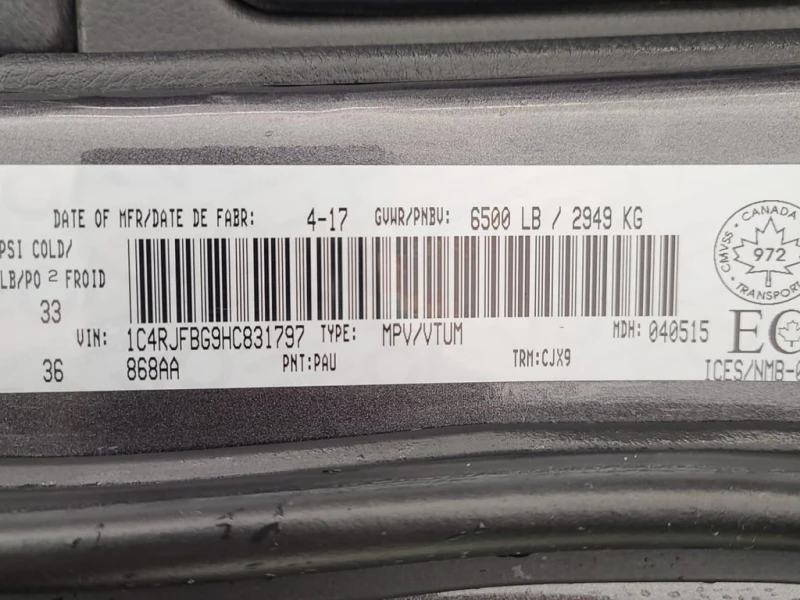 DATE OF MFR/DATE DE FABR: 4-17 GVWR/PNBV: 6500 LB / 2949 KG
PSI COLD/
LB/PO 2 FROID
33
VIN: 1C4RJFBG9HC831797 TYPE: MPV/VTUM MDH: 040515
36 868AA PNT:PAU TRM:CJX9
CANADA
CMVSS
972
TRANSPORT
ICES/NMB-